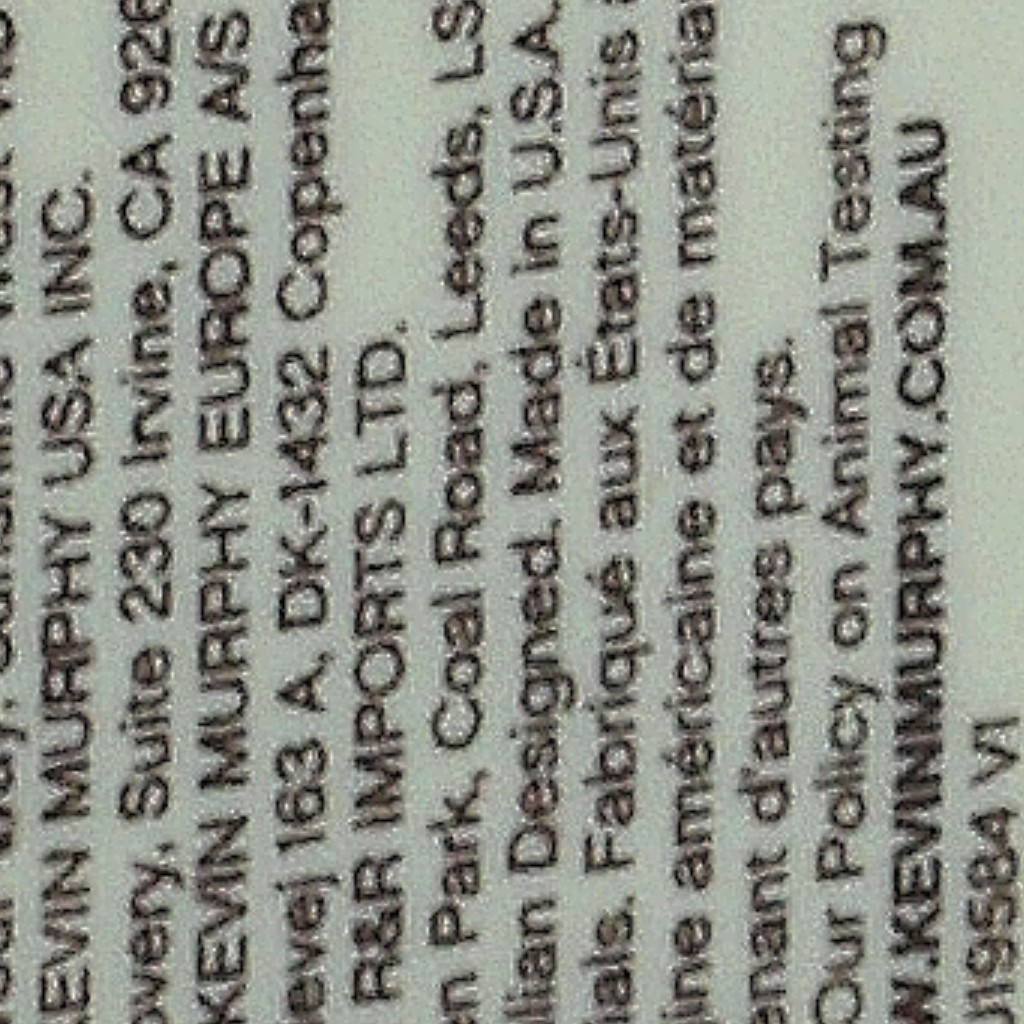 KEVIN MURPHY USA INC.
owery, Suite 230 Irvine, CA 926
KEVIN MURPHY EUROPE A/S
evej 163 A, DK-1432 Copenha
R&R IMPORTS LTD.
n Park, Coal Road, Leeds, LS
lian Designed. Made in U.S.A.
ials. Fabriqué aux États-Unis
ine américaine et de matéria
enant d'autres pays.
Our Policy on Animal Testing
W.KEVINMURPHY.COM.AU
U19584 V1